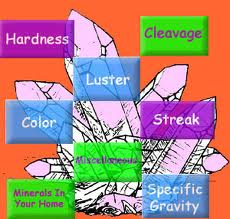 Hardness
Cleavage
Luster
Color
Streak
Miscellaneous
Minerals In
Your Home
Specific
Gravity